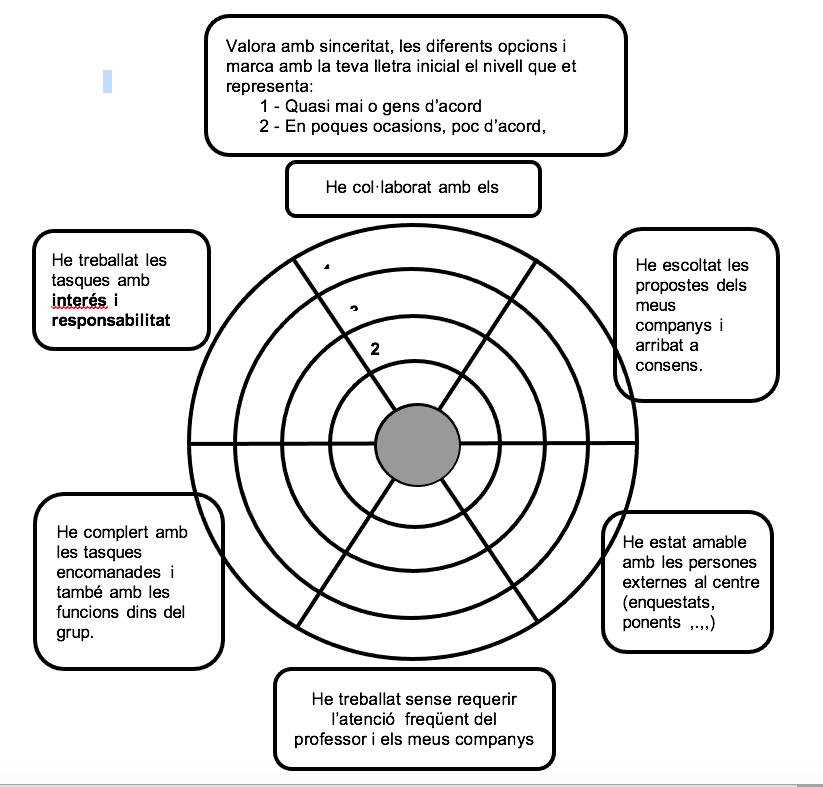 Valora amb sinceritat, les diferents opcions i
marca amb la teva lletra inicial el nivell que et
representa:
1 - Quasi mai o gens d'acord
2 - En poques ocasions, poc d'acord,
He col·laborat amb els
He treballat les
tasques amb
interés i
responsabilitat
He escoltat les
propostes dels
meus
companys i
arribat a
consens.
2
He complert amb
les tasques
encomanades i
també amb les
funcions dins del
grup.
He estat amable
amb les persones
externes al centre
(enquestats,
ponents ,.,,)
He treballat sense requerir
l'atenció freqüent del
professor i els meus companys